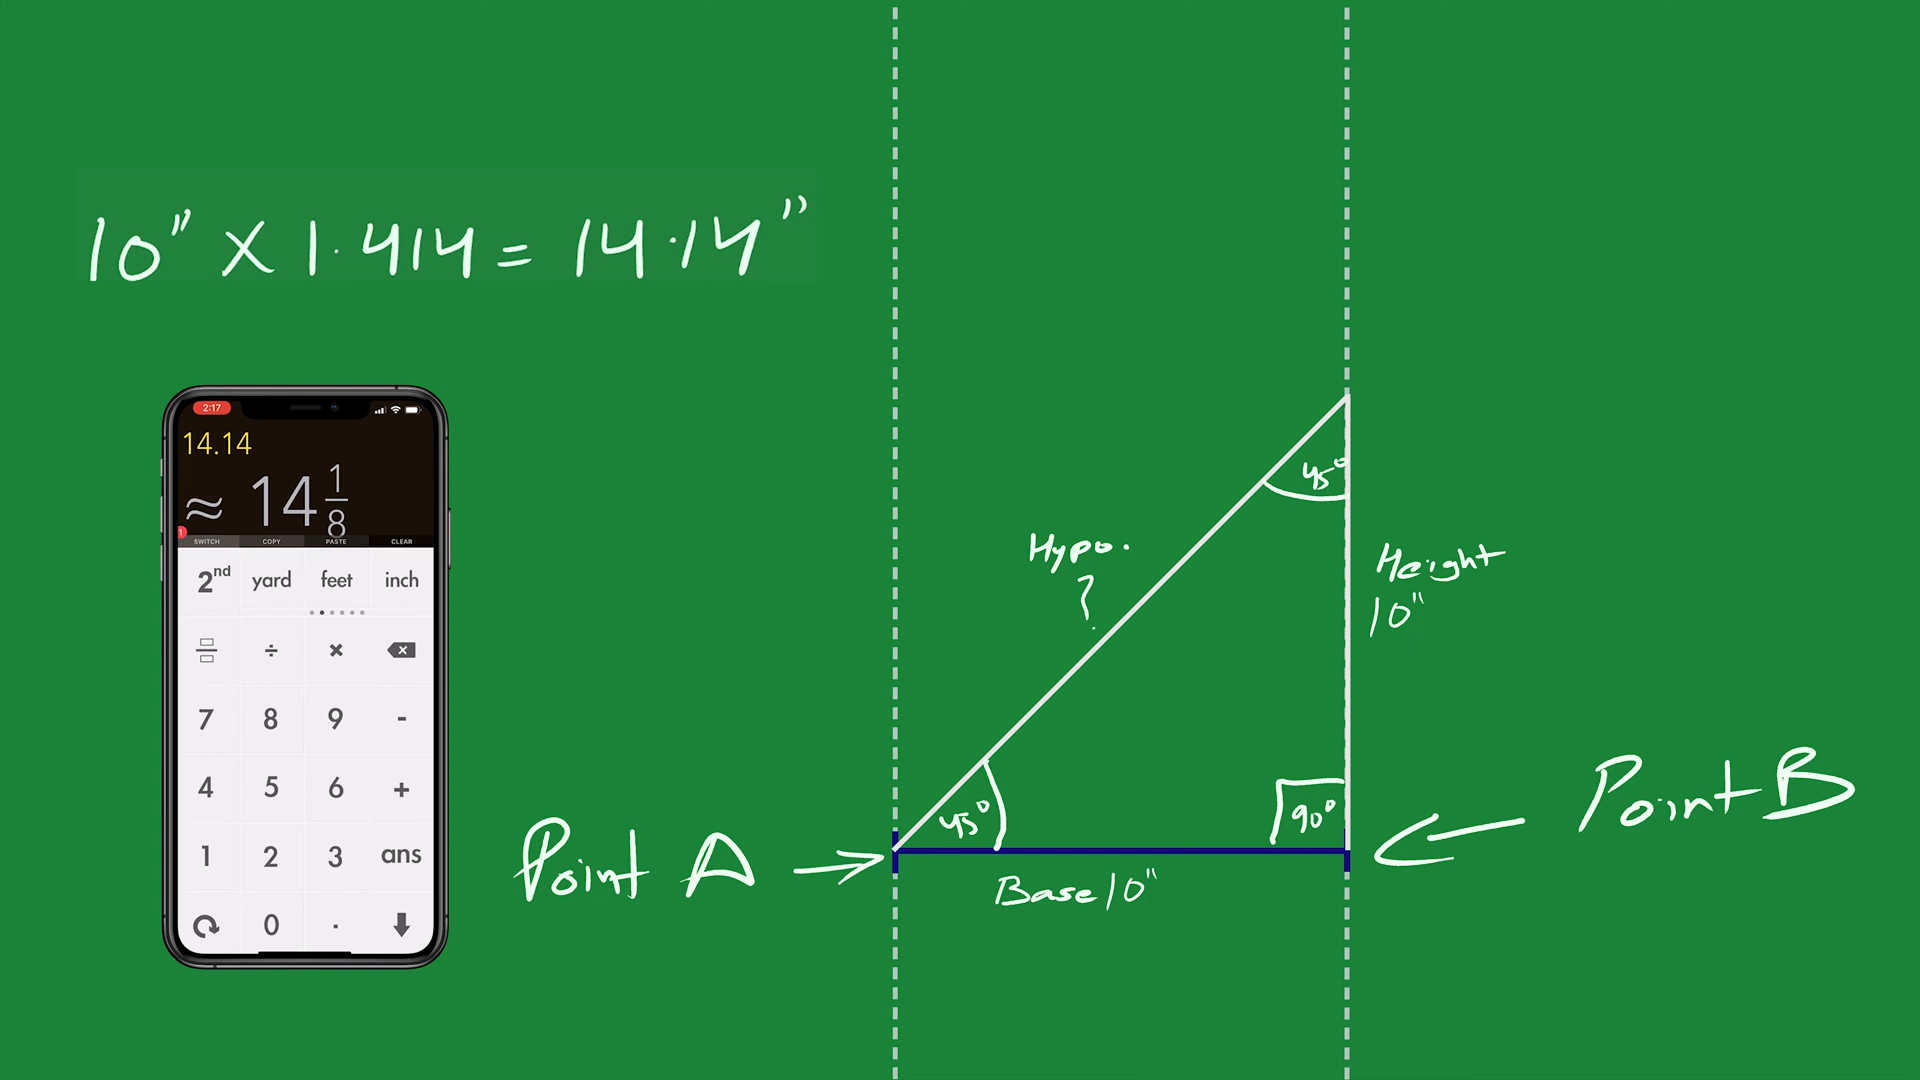 10" X 1.414 = 14.14"
2:17
14.14
≈ 14 1/8
1
SWITCH COPY PASTE CLEAR
2nd yard feet inch
÷ × 
7 8 9 -
4 5 6 +
1 2 3 ans
0 .
45°
Hypo.
?
Height
10"
45°
90°
Point A
Point B
Base 10"